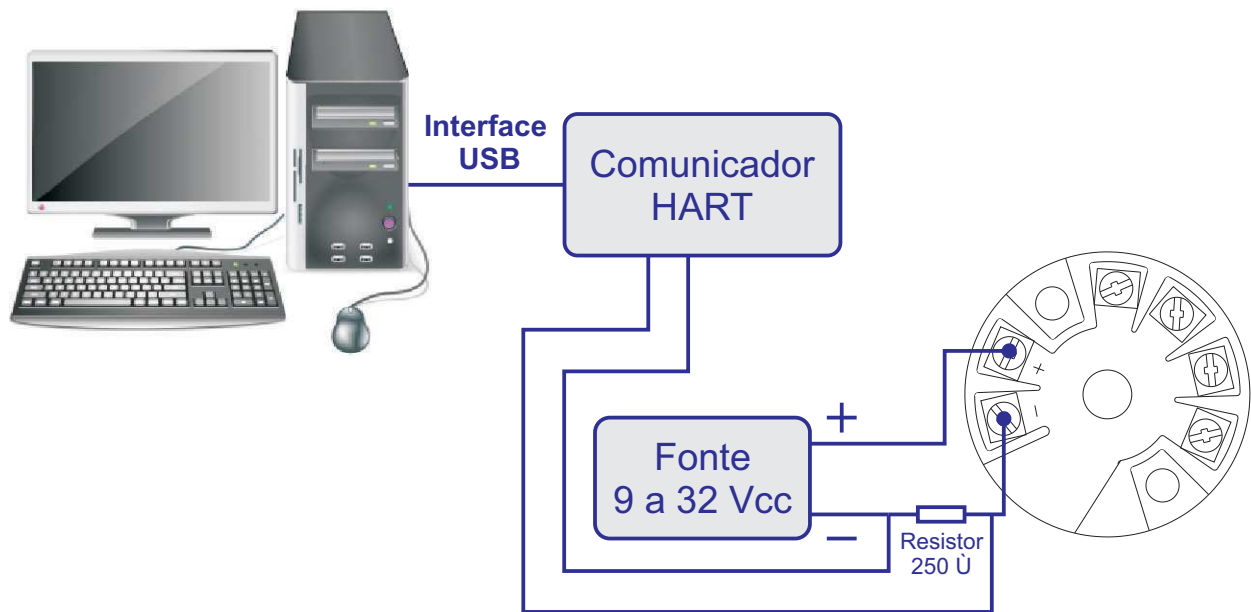 Interface
USB
Comunicador
HART
Fonte
9 a 32 Vcc
+
−
Resistor
250 Ù
+
−